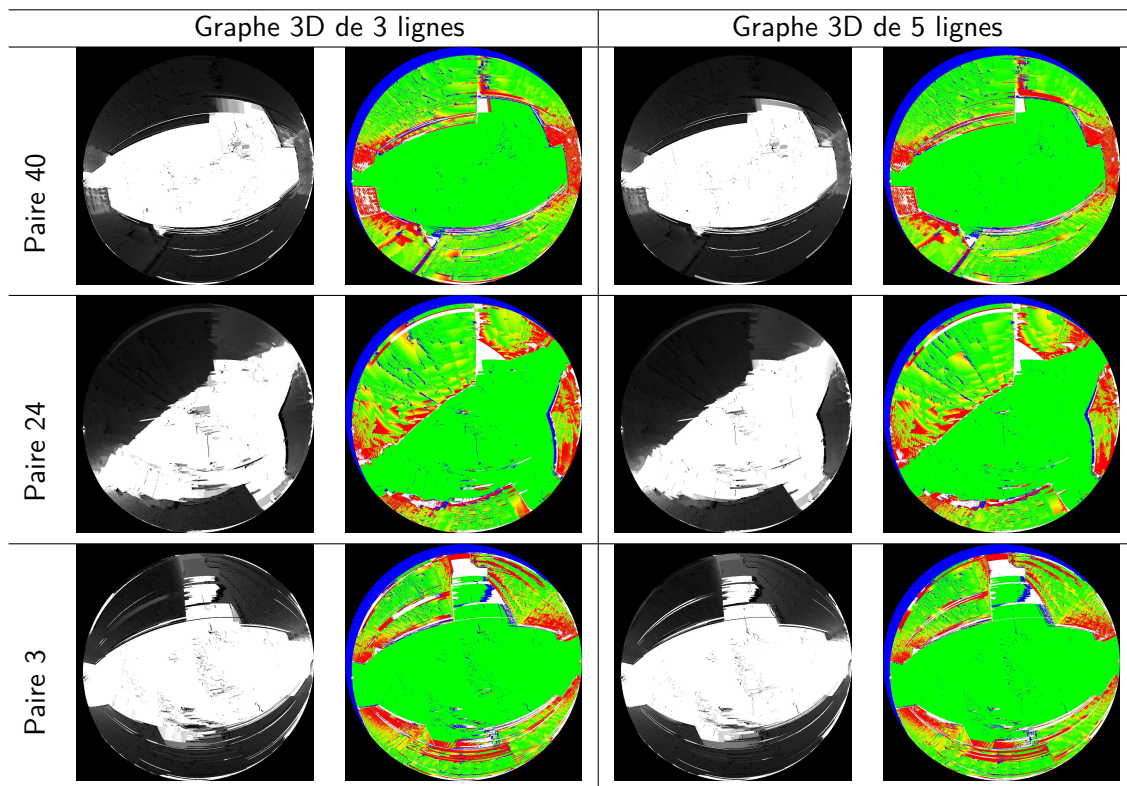 Graphe 3D de 3 lignes
Graphe 3D de 5 lignes
Paire 40
Paire 24
Paire 3